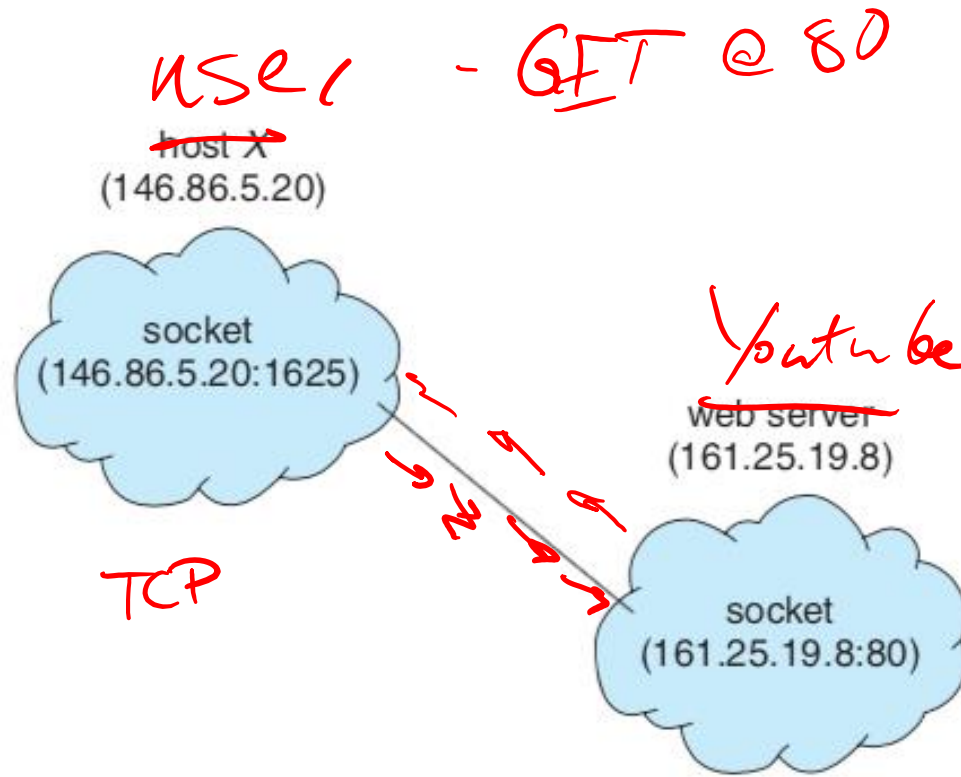 user - GET @ 80
host X
(146.86.5.20)
socket
(146.86.5.20:1625)
Youtube
web server
(161.25.19.8)
TCP
socket
(161.25.19.8:80)